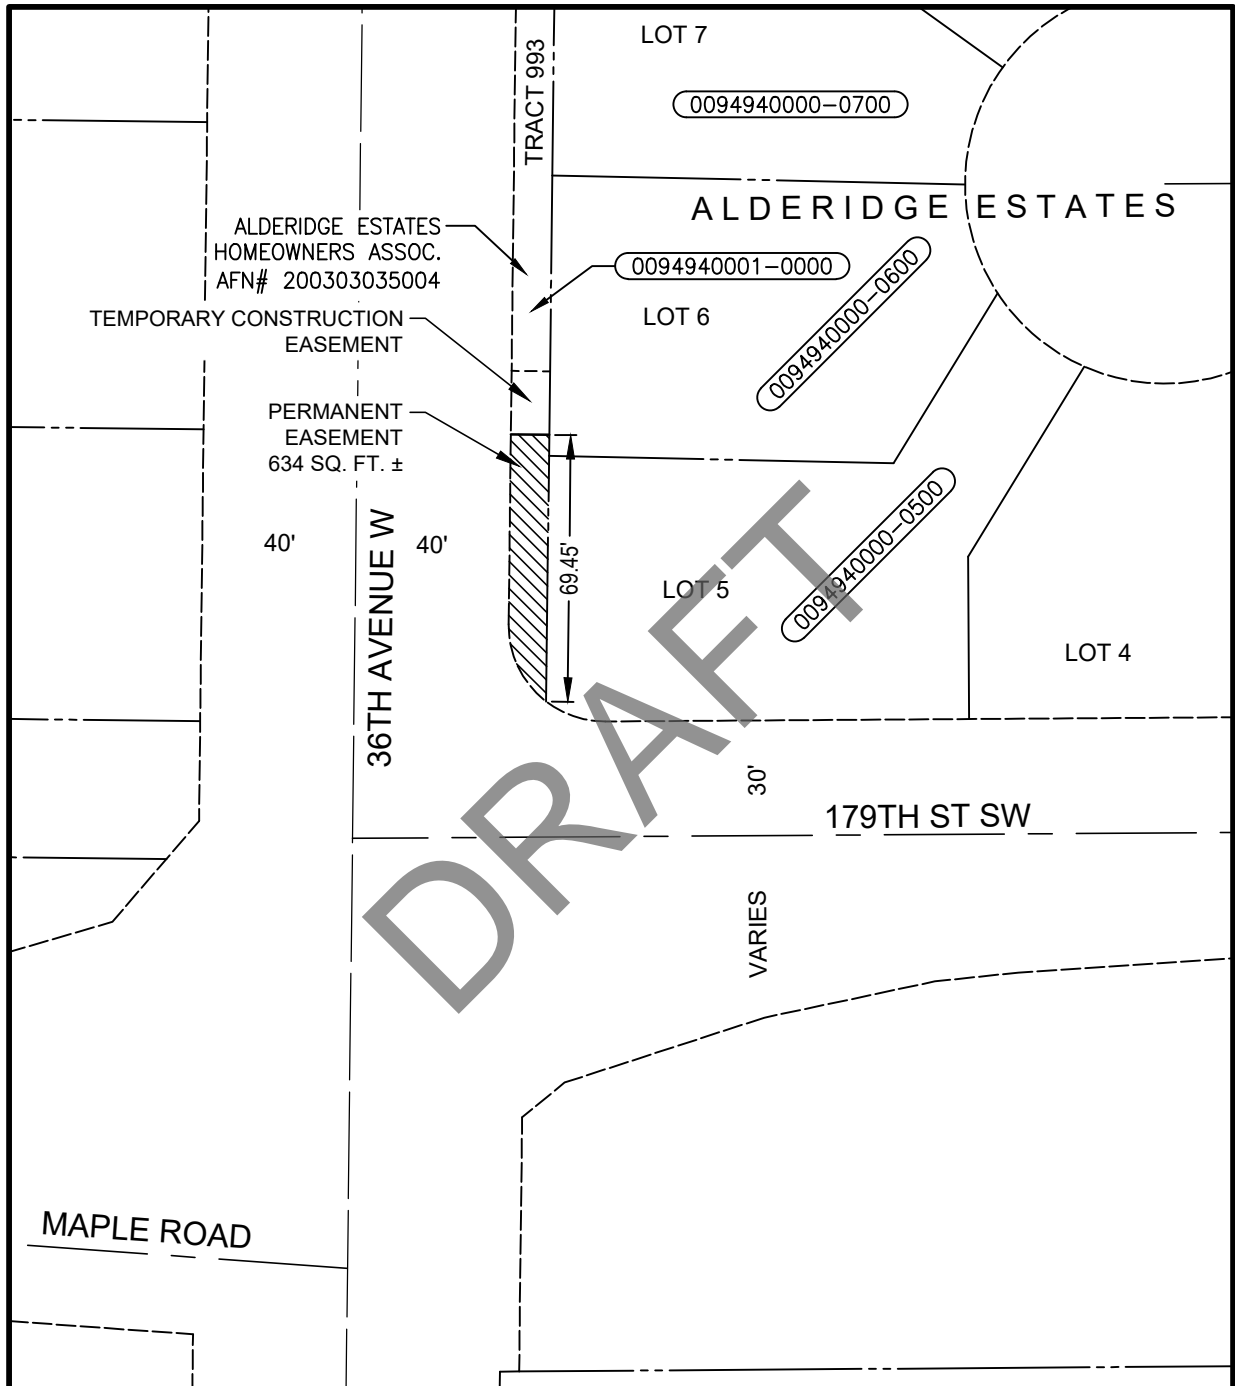 LOT 7
TRACT 993
0094940000-0700
ALDERIDGE ESTATES
ALDERIDGE ESTATES
HOMEOWNERS ASSOC.
AFN# 200303035004
0094940001-0000
0094940000-0600
LOT 6
TEMPORARY CONSTRUCTION
EASEMENT
PERMANENT
EASEMENT
634 SQ. FT. ±
40'
36TH AVENUE W
40'
69.45'
LOT 5
0094940000-0500
LOT 4
DRAFT
30'
179TH ST SW
VARIES
MAPLE ROAD